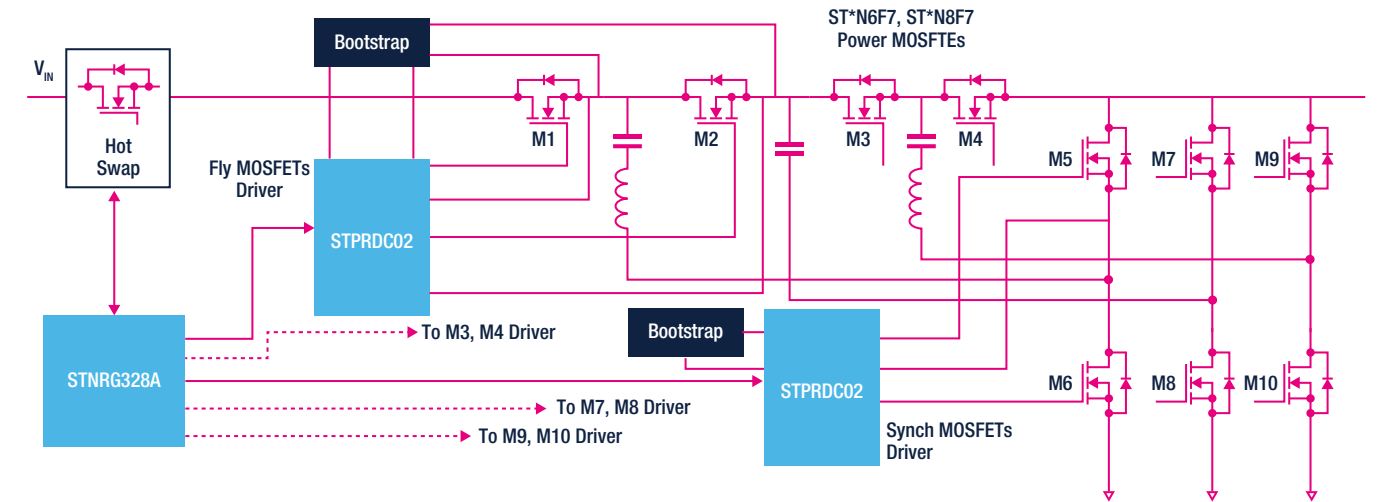 ST*N6F7, ST*N8F7
Power MOSFTEs
Bootstrap
V_IN
Hot
Swap
M1
M2
M3
M4
M5
M7
M9
Fly MOSFETs
Driver
STPRDC02
To M3, M4 Driver
Bootstrap
STNRG328A
STPRDC02
M6
M8
M10
To M7, M8 Driver
To M9, M10 Driver
Synch MOSFETs
Driver